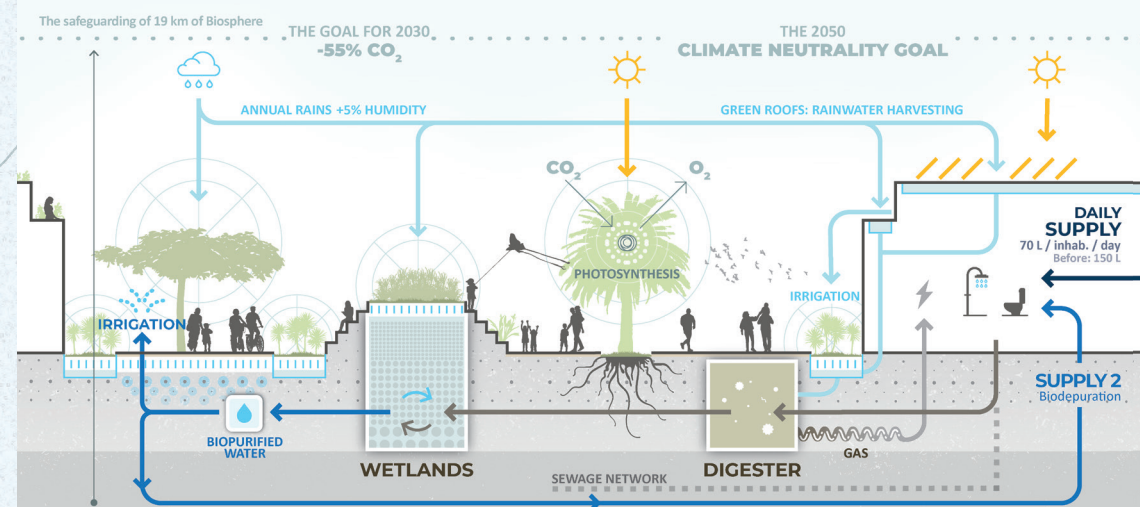 The safeguarding of 19 km of Biosphere
THE GOAL FOR 2030
-55% CO₂
THE 2050
CLIMATE NEUTRALITY GOAL
ANNUAL RAINS +5% HUMIDITY
GREEN ROOFS: RAINWATER HARVESTING
CO₂
O₂
PHOTOSYNTHESIS
DAILY
SUPPLY
70 L / inhab. / day
Before: 150 L
IRRIGATION
IRRIGATION
SUPPLY 2
Biodepuration
BIOPURIFIED
WATER
WETLANDS
DIGESTER
GAS
SEWAGE NETWORK